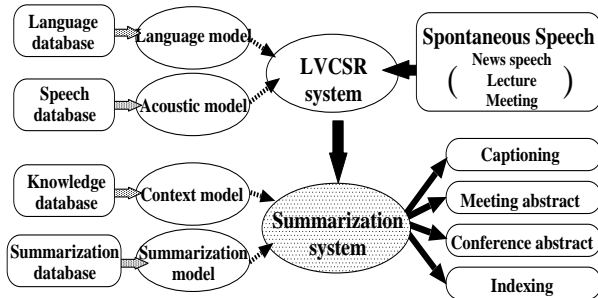 Language
database
Language model
Speech
database
Acoustic model
LVCSR
system
Spontaneous Speech
( News speech
Lecture
Meeting )
Knowledge
database
Context model
Summarization
database
Summarization
model
Summarization
system
Captioning
Meeting abstract
Conference abstract
Indexing